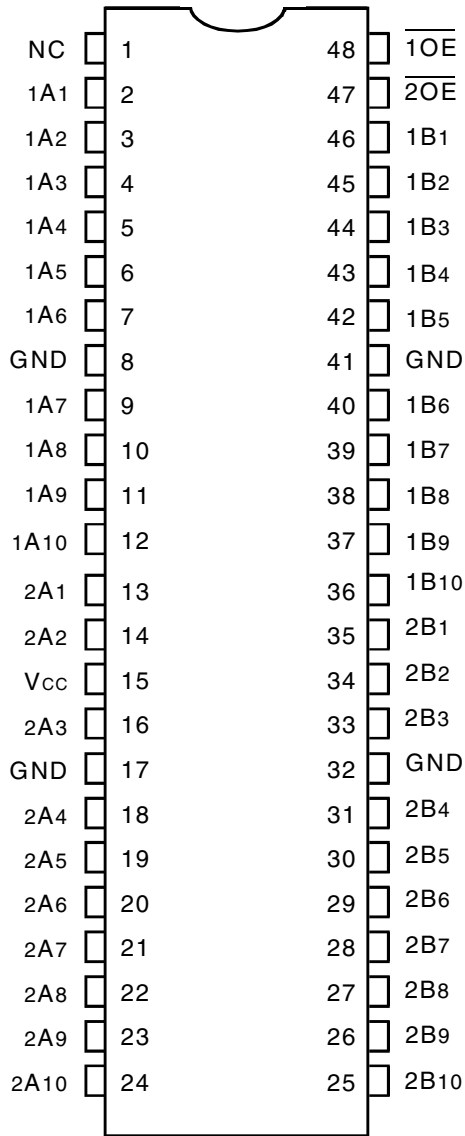 NC 1 48 1OE
1A1 2 47 2OE
1A2 3 46 1B1
1A3 4 45 1B2
1A4 5 44 1B3
1A5 6 43 1B4
1A6 7 42 1B5
GND 8 41 GND
1A7 9 40 1B6
1A8 10 39 1B7
1A9 11 38 1B8
1A10 12 37 1B9
2A1 13 36 1B10
2A2 14 35 2B1
VCC 15 34 2B2
2A3 16 33 2B3
GND 17 32 GND
2A4 18 31 2B4
2A5 19 30 2B5
2A6 20 29 2B6
2A7 21 28 2B7
2A8 22 27 2B8
2A9 23 26 2B9
2A10 24 25 2B10